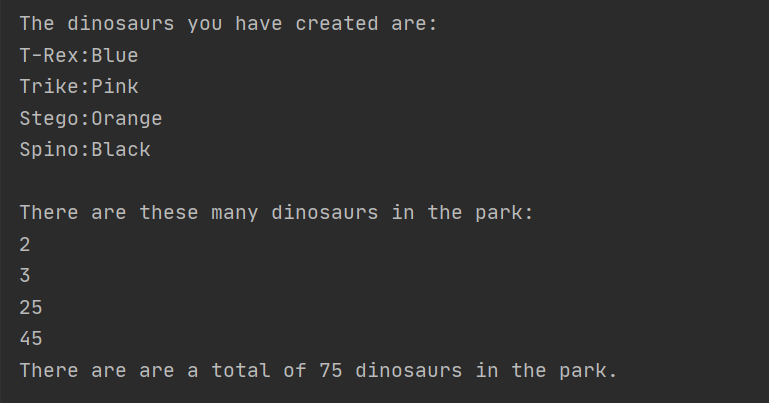 The dinosaurs you have created are:
T-Rex:Blue
Trike:Pink
Stego:Orange
Spino:Black
There are these many dinosaurs in the park:
2
3
25
45
There are are a total of 75 dinosaurs in the park.